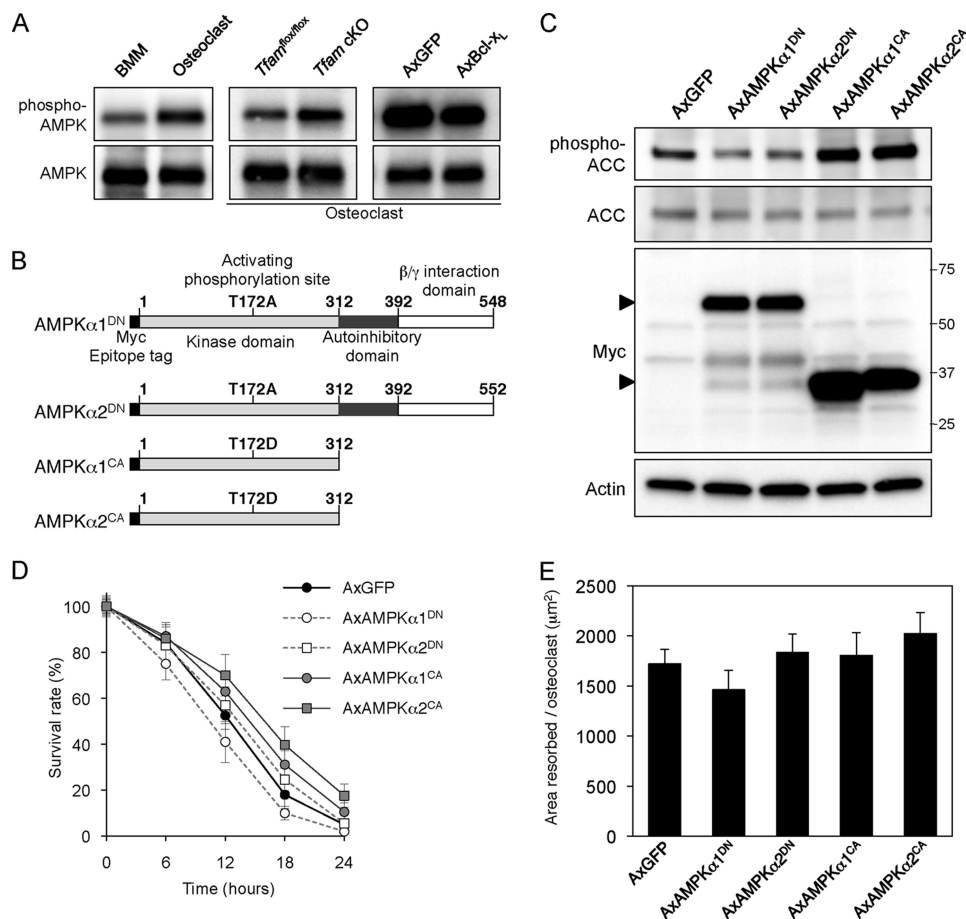 A
BMM
Osteoclast
Tfam flox/flox
Tfam cKO
AxGFP
AxBcl-xL
phospho-
AMPK
AMPK
Osteoclast
B
Activating
phosphorylation site
β/γ interaction
domain
1 T172A 312 392 548
AMPKα1DN
Myc
Epitope tag
Kinase domain
Autoinhibitory
domain
1 T172A 312 392 552
AMPKα2DN
1 T172D 312
AMPKα1CA
1 T172D 312
AMPKα2CA
C
AxGFP
AxAMPKα1DN
AxAMPKα2DN
AxAMPKα1CA
AxAMPKα2CA
phospho-
ACC
ACC
75
50
Myc
37
25
Actin
D
AxGFP
AxAMPKα1DN
AxAMPKα2DN
AxAMPKα1CA
AxAMPKα2CA
Survival rate (%)
100
80
60
40
20
0
0 6 12 18 24
Time (hours)
E
Area resorbed / osteoclast (μm²)
2500
2000
1500
1000
500
0
AxGFP
AxAMPKα1DN
AxAMPKα2DN
AxAMPKα1CA
AxAMPKα2CA